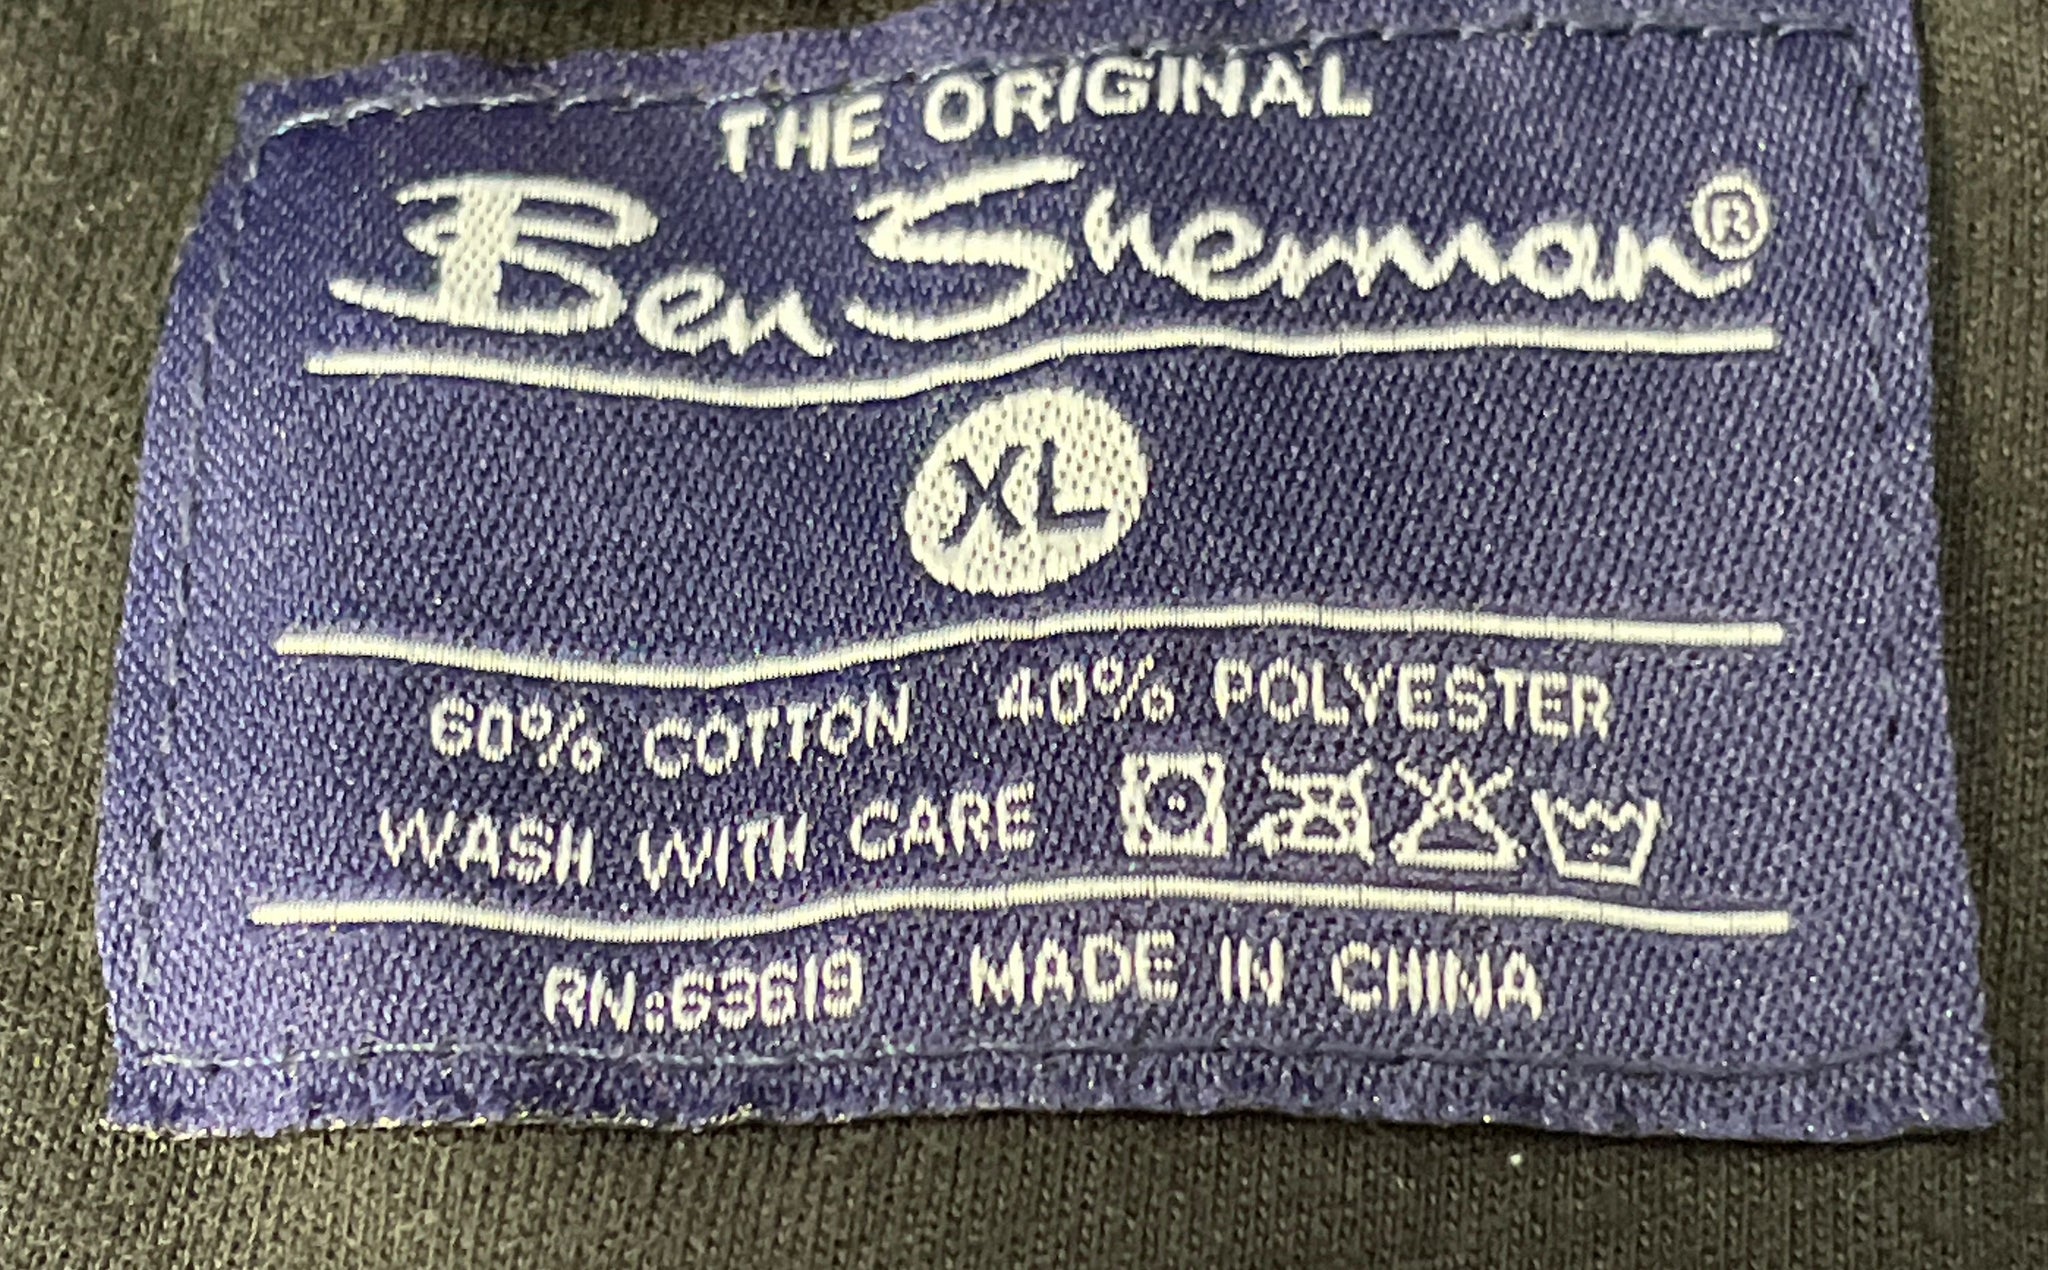 THE ORIGINAL
Ben Sherman®
XL
60% COTTON 40% POLYESTER
WASH WITH CARE
RN:63619 MADE IN CHINA